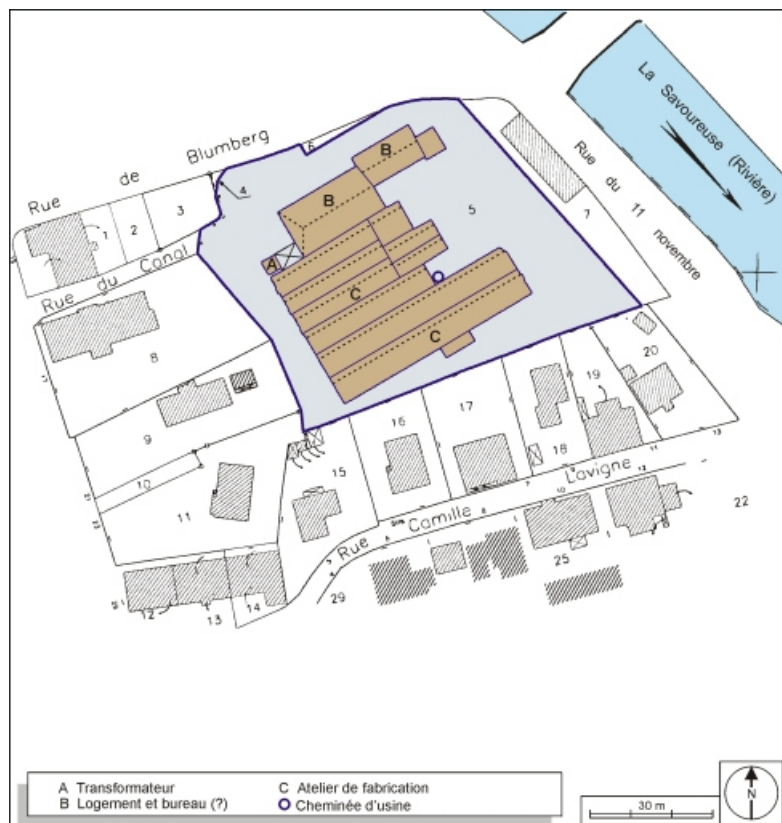 La Savoureuse (Rivière)
Rue de Blumberg
Rue du 11 novembre
Rue du Canal
6
B
B
4
5
3
2
1
7
A
C
C
8
20
19
17
16
18
9
10
15
11
Rue Camille Lavigne
22
25
29
12
13
14
A Transformateur
B Logement et bureau (?)
C Atelier de fabrication
Cheminée d'usine
30 m
N